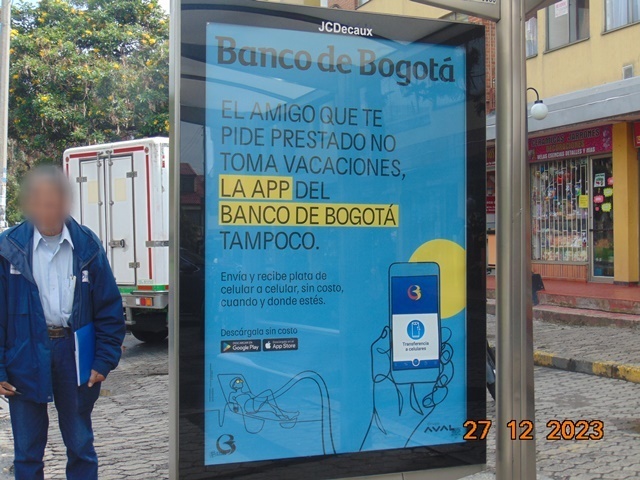 JCDecaux
Banco de Bogotá
EL AMIGO QUE TE
PIDE PRESTADO NO
TOMA VACACIONES,
LA APP DEL
BANCO DE BOGOTÁ
TAMPOCO.
Envía y recibe plata de
celular a celular, sin costo,
cuando y donde estés.
Descárgala sin costo
Google Play
App Store
Transferencia
a celulares
AVAL
27 12 2023